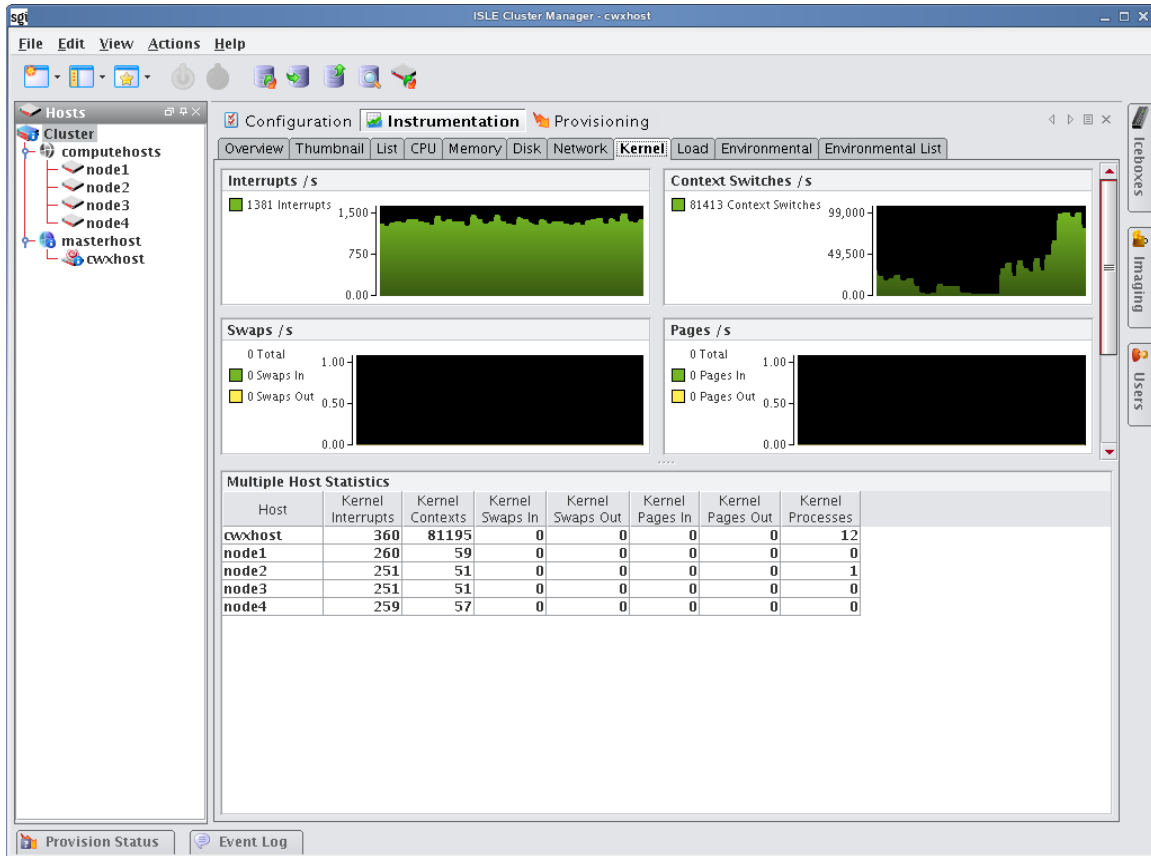 sgi ISLE Cluster Manager - cwxhost
File Edit View Actions Help
Hosts
Cluster
computehosts
node1
node2
node3
node4
masterhost
cwxhost
Configuration Instrumentation Provisioning
Overview Thumbnail List CPU Memory Disk Network Kernel Load Environmental Environmental List
Interrupts /s
1381 Interrupts
1,500
750
0.00
Context Switches /s
81413 Context Switches
99,000
49,500
0.00
Swaps /s
0 Total
0 Swaps In
0 Swaps Out
1.00
0.50
0.00
Pages /s
0 Total
0 Pages In
0 Pages Out
1.00
0.50
0.00
Multiple Host Statistics
Host Kernel Interrupts Kernel Contexts Kernel Swaps In Kernel Swaps Out Kernel Pages In Kernel Pages Out Kernel Processes
cwxhost 360 81195 0 0 0 0 12
node1 260 59 0 0 0 0 0
node2 251 51 0 0 0 0 1
node3 251 51 0 0 0 0 0
node4 259 57 0 0 0 0 0
Iceboxes
Imaging
Users
Provision Status Event Log